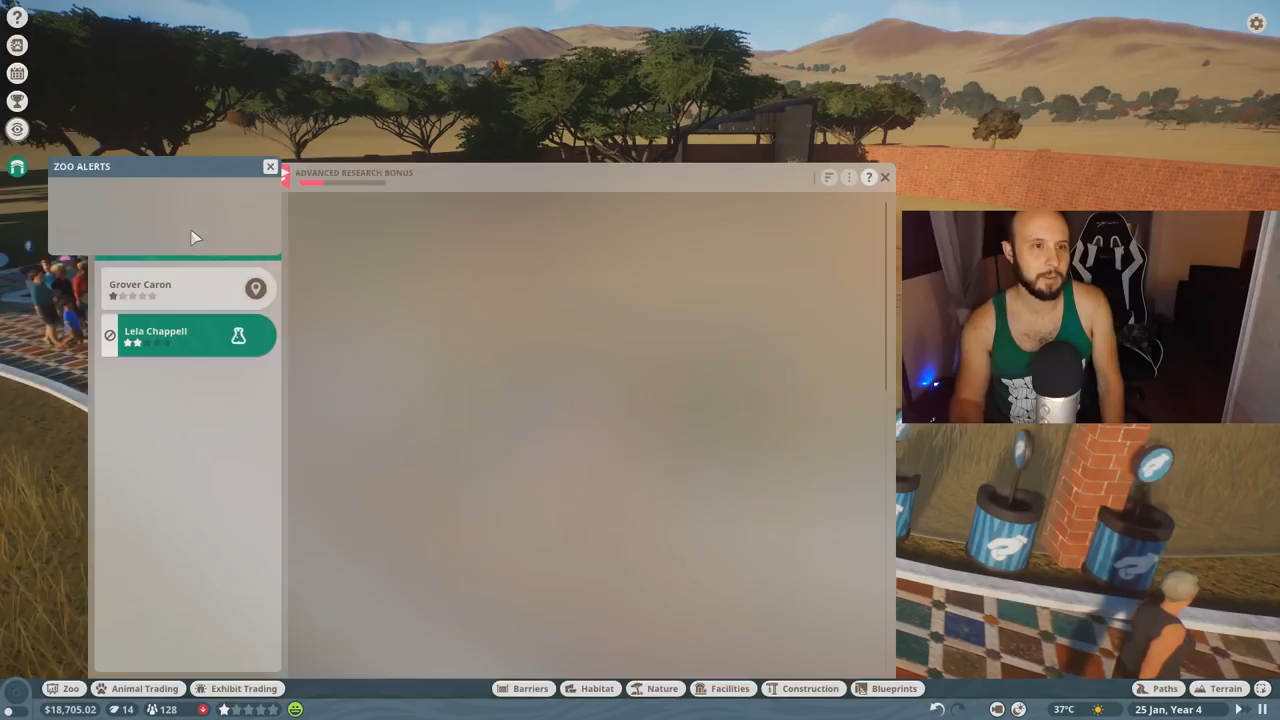 ZOO ALERTS
ADVANCED RESEARCH BONUS
?
Grover Caron
Lela Chappell
Zoo
Animal Trading
Exhibit Trading
Barriers
Habitat
Nature
Facilities
Construction
Blueprints
Paths
Terrain
$18,705.02
14
128
37°C
25 Jan, Year 4